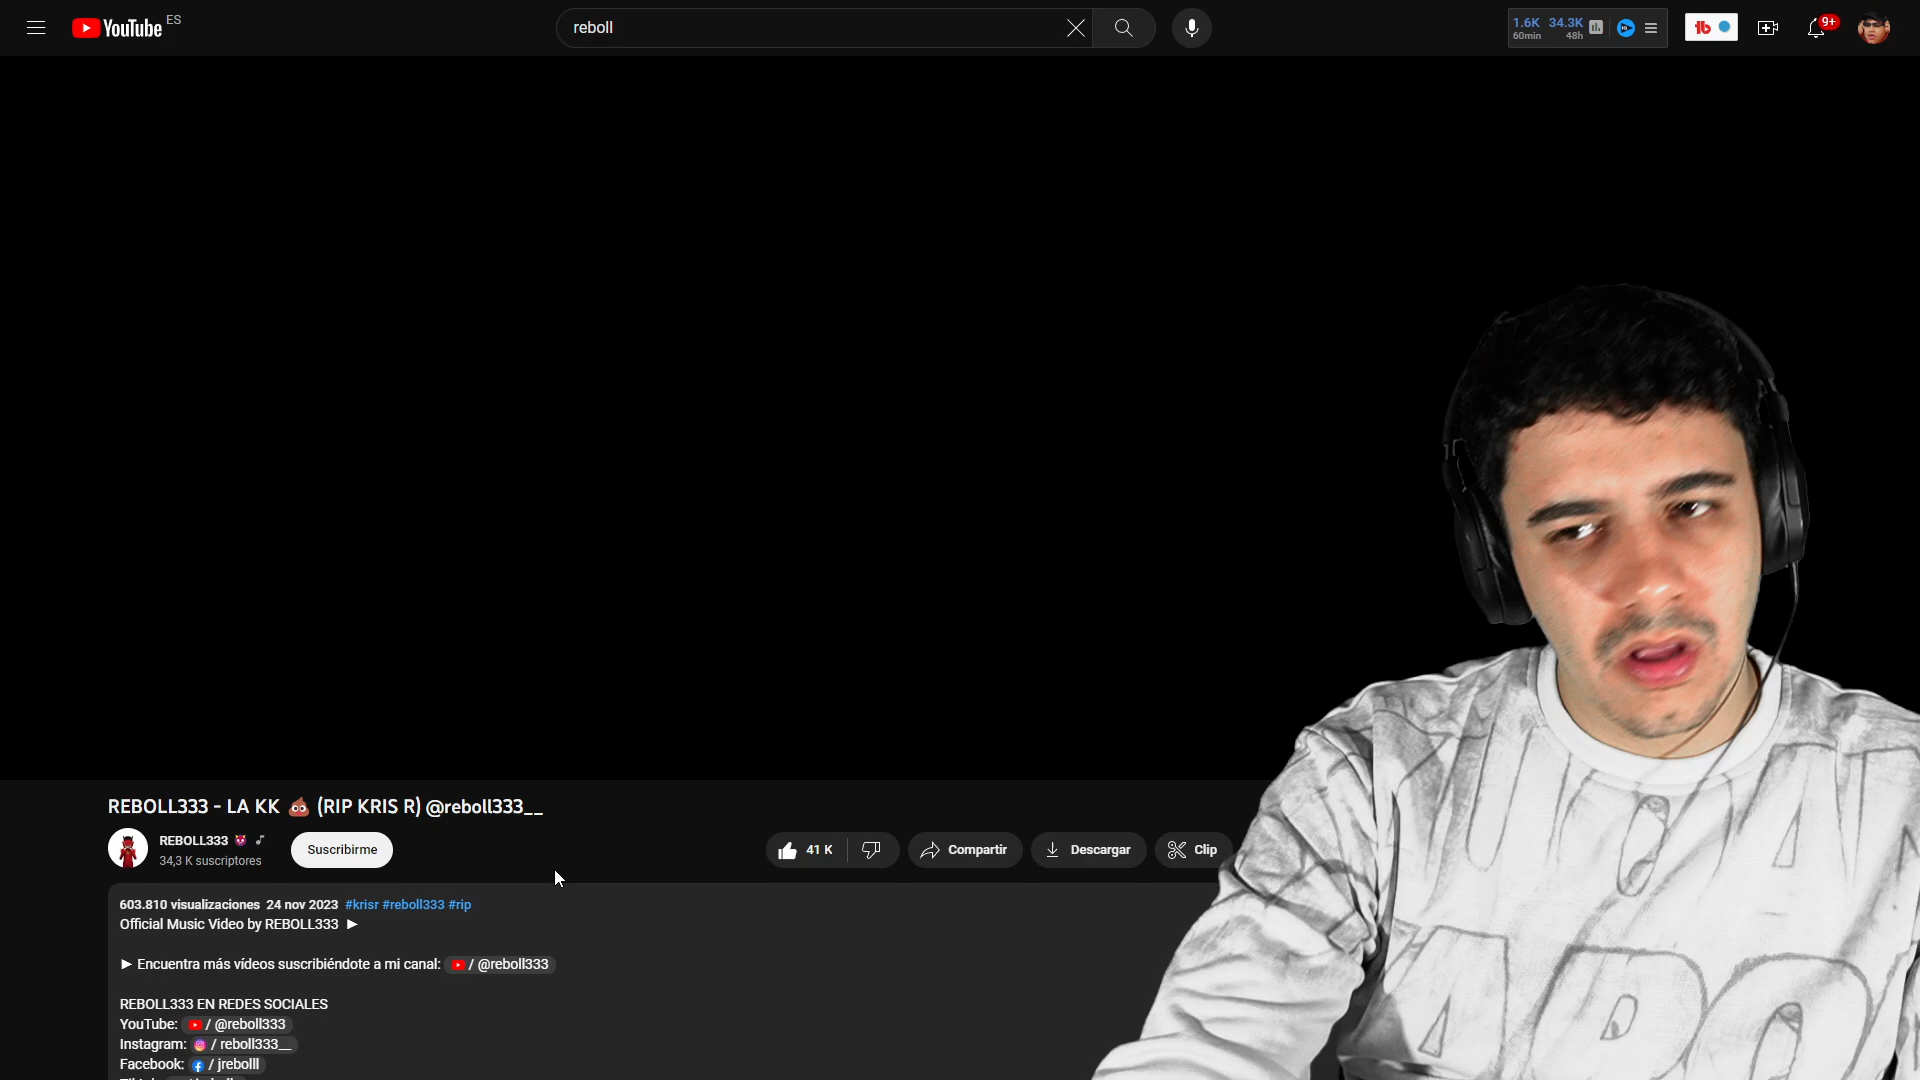 YouTube ES
reboll
1.6K 34.3K
60min 48h
9+
REBOLL333 - LA KK 💩 (RIP KRIS R) @reboll333__
REBOLL333 😈 🎵
34,3 K suscriptores
Suscribirme
41 K
Compartir
Descargar
Clip
603.810 visualizaciones 24 nov 2023 #krisr #reboll333 #rip
Official Music Video by REBOLL333 ►
► Encuentra más vídeos suscribiéndote a mi canal: / @reboll333
REBOLL333 EN REDES SOCIALES
YouTube: / @reboll333
Instagram: / reboll333__
Facebook: / jrebolll